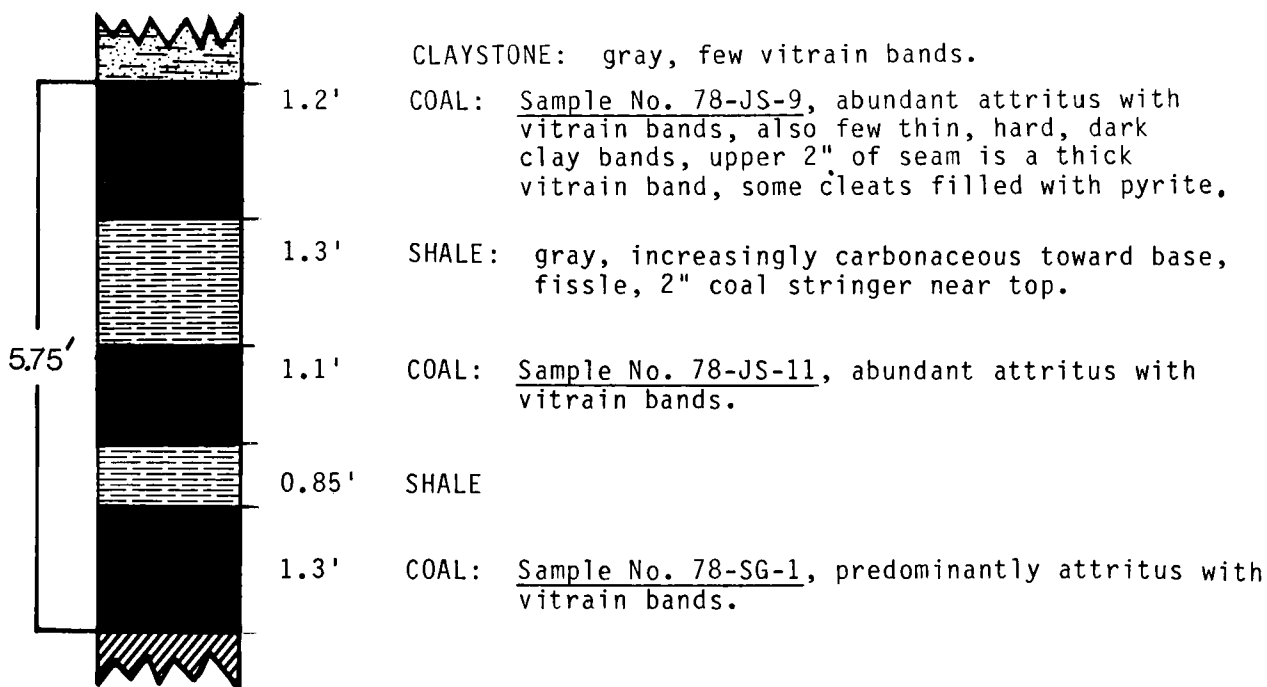 CLAYSTONE: gray, few vitrain bands.
1.2' COAL: Sample No. 78-JS-9, abundant attritus with
vitrain bands, also few thin, hard, dark
clay bands, upper 2" of seam is a thick
vitrain band, some cleats filled with pyrite.
1.3' SHALE: gray, increasingly carbonaceous toward base,
fissle, 2" coal stringer near top.
5.75'
1.1' COAL: Sample No. 78-JS-11, abundant attritus with
vitrain bands.
0.85' SHALE
1.3' COAL: Sample No. 78-SG-1, predominantly attritus with
vitrain bands.